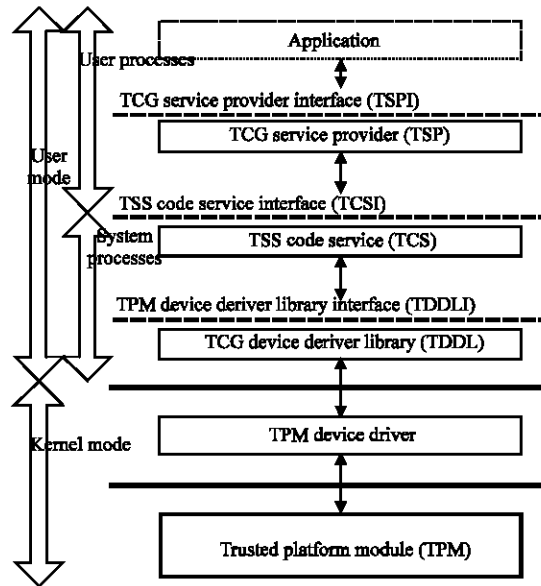 Application
User processes
TCG service provider interface (TSPI)
TCG service provider (TSP)
User
mode
TSS code service interface (TCSI)
System
processes
TSS code service (TCS)
TPM device deriver library interface (TDDLI)
TCG device deriver library (TDDL)
Kernel mode
TPM device driver
Trusted platform module (TPM)